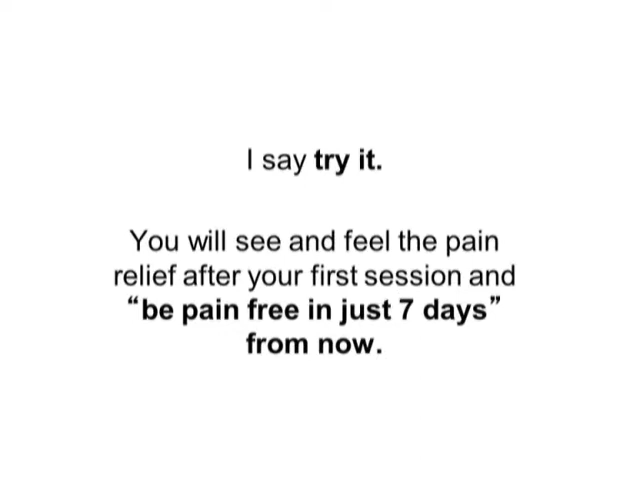 I say try it.
You will see and feel the pain
relief after your first session and
“be pain free in just 7 days”
from now.